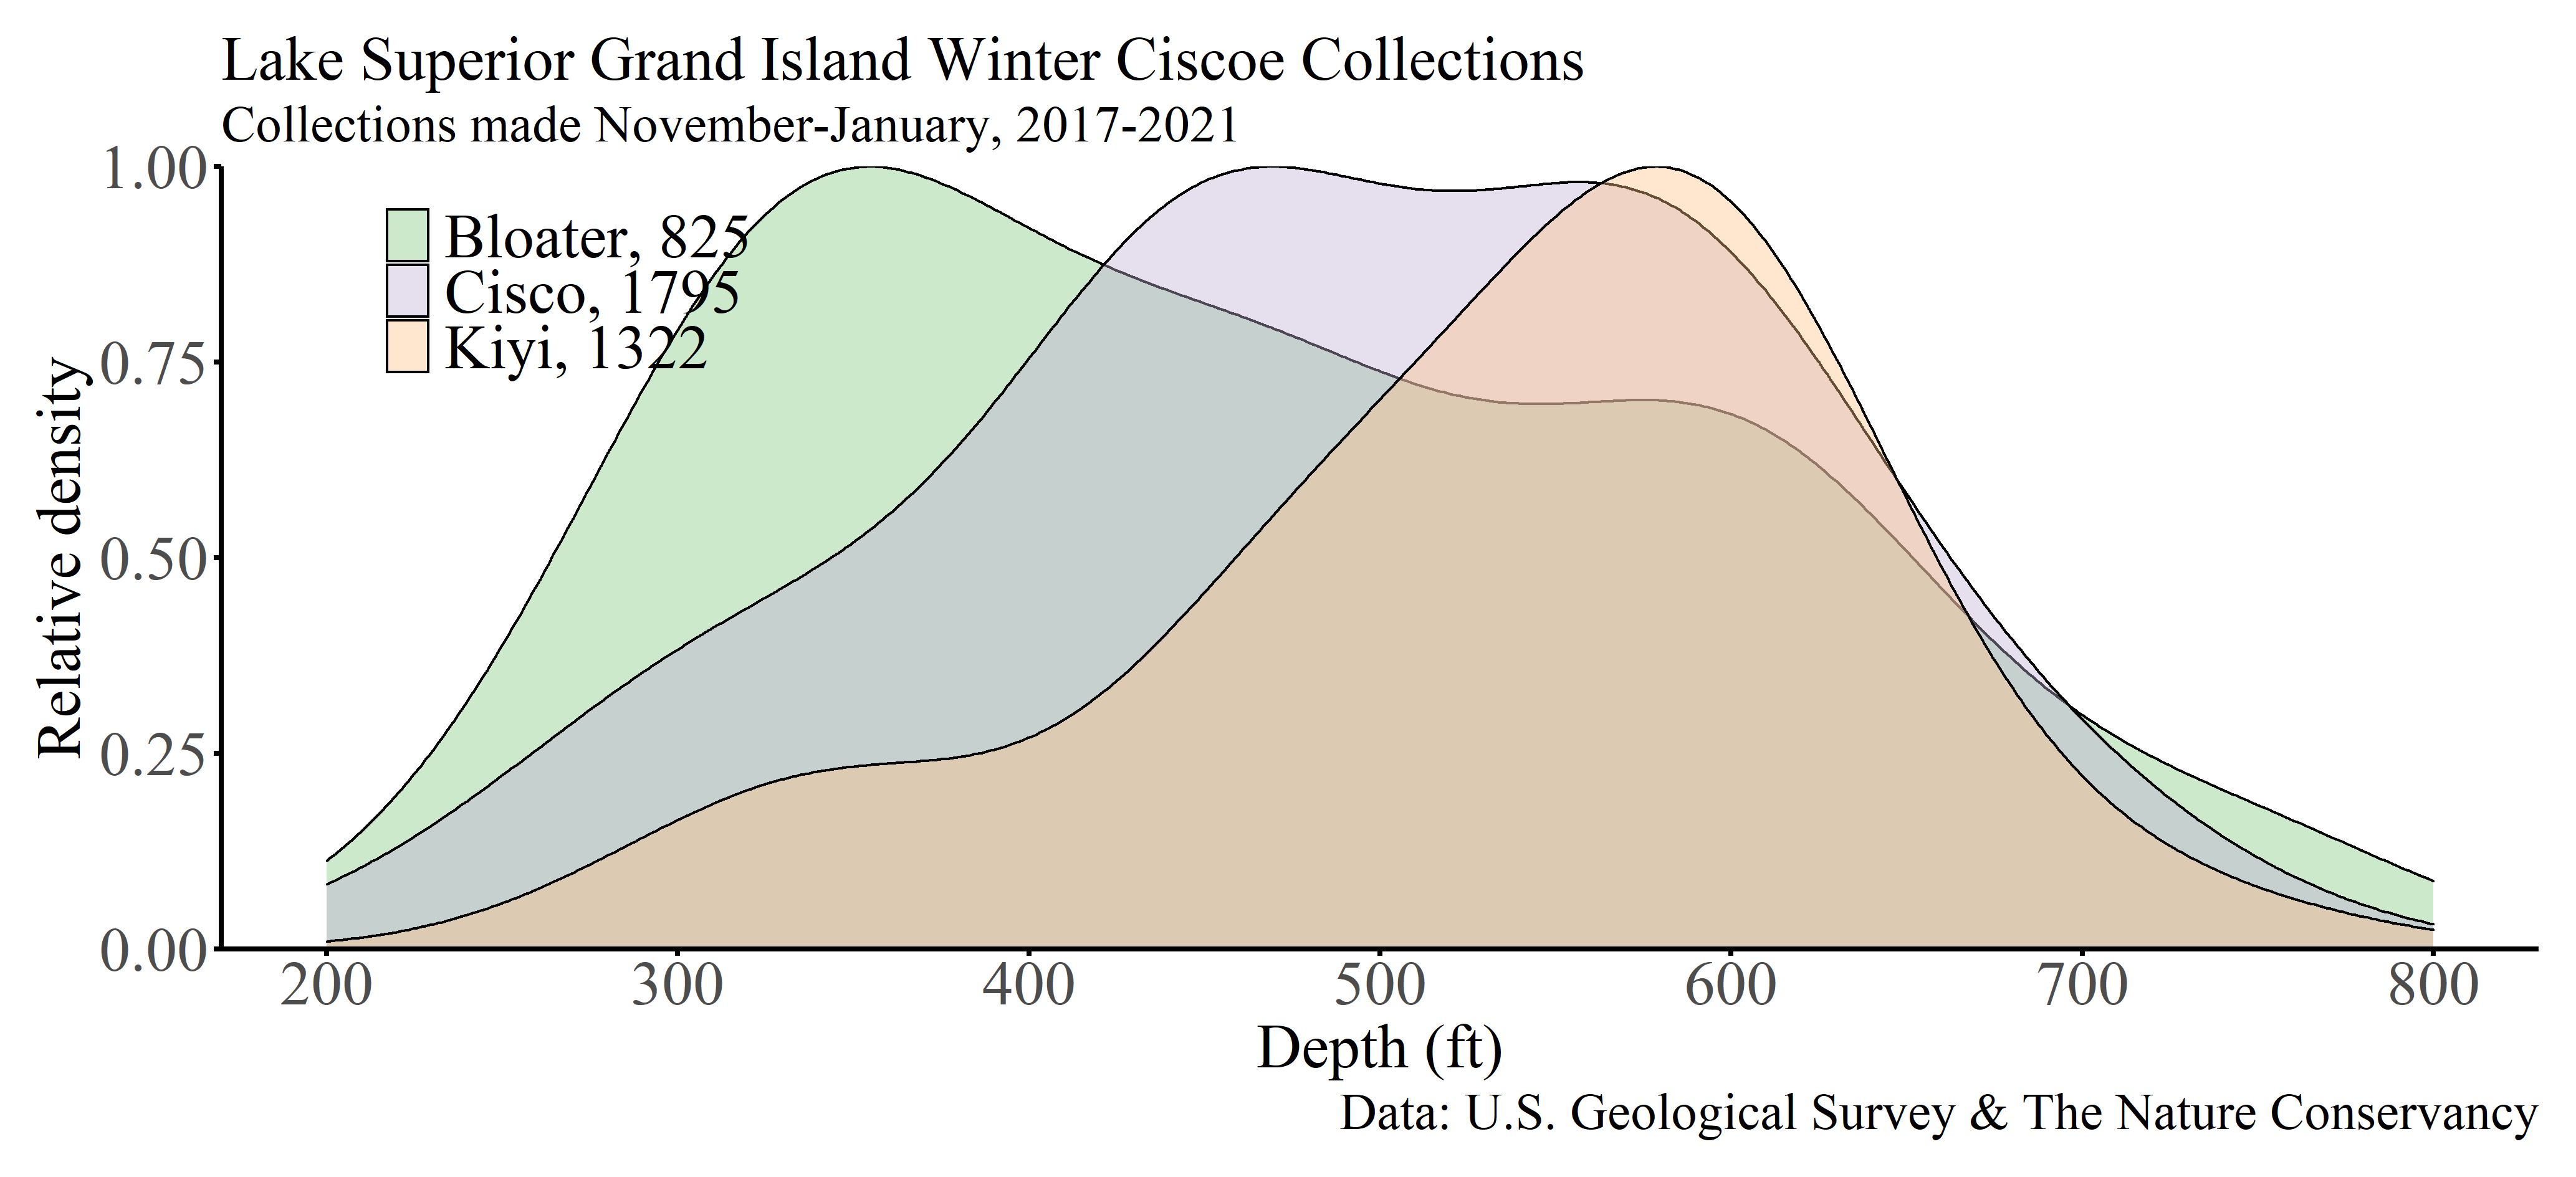 Lake Superior Grand Island Winter Ciscoe Collections
Collections made November-January, 2017-2021
Relative density
1.00
0.75
0.50
0.25
0.00
Bloater, 825
Cisco, 1795
Kiyi, 1322
200 300 400 500 600 700 800
Depth (ft)
Data: U.S. Geological Survey & The Nature Conservancy